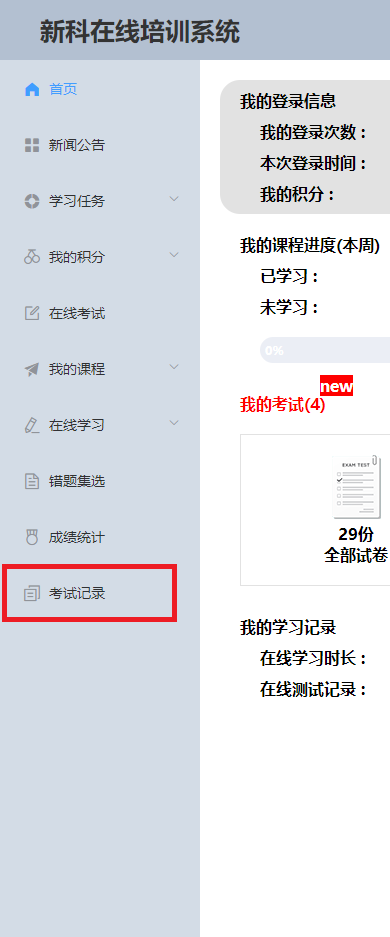 新科在线培训系统
首页
新闻公告
学习任务
我的积分
在线考试
我的课程
在线学习
错题集选
成绩统计
考试记录
我的登录信息
我的登录次数：
本次登录时间：
我的积分：
我的课程进度(本周)
已学习：
未学习：
0%
new
我的考试(4)
EXAM TEST
29份
全部试卷
我的学习记录
在线学习时长：
在线测试记录：